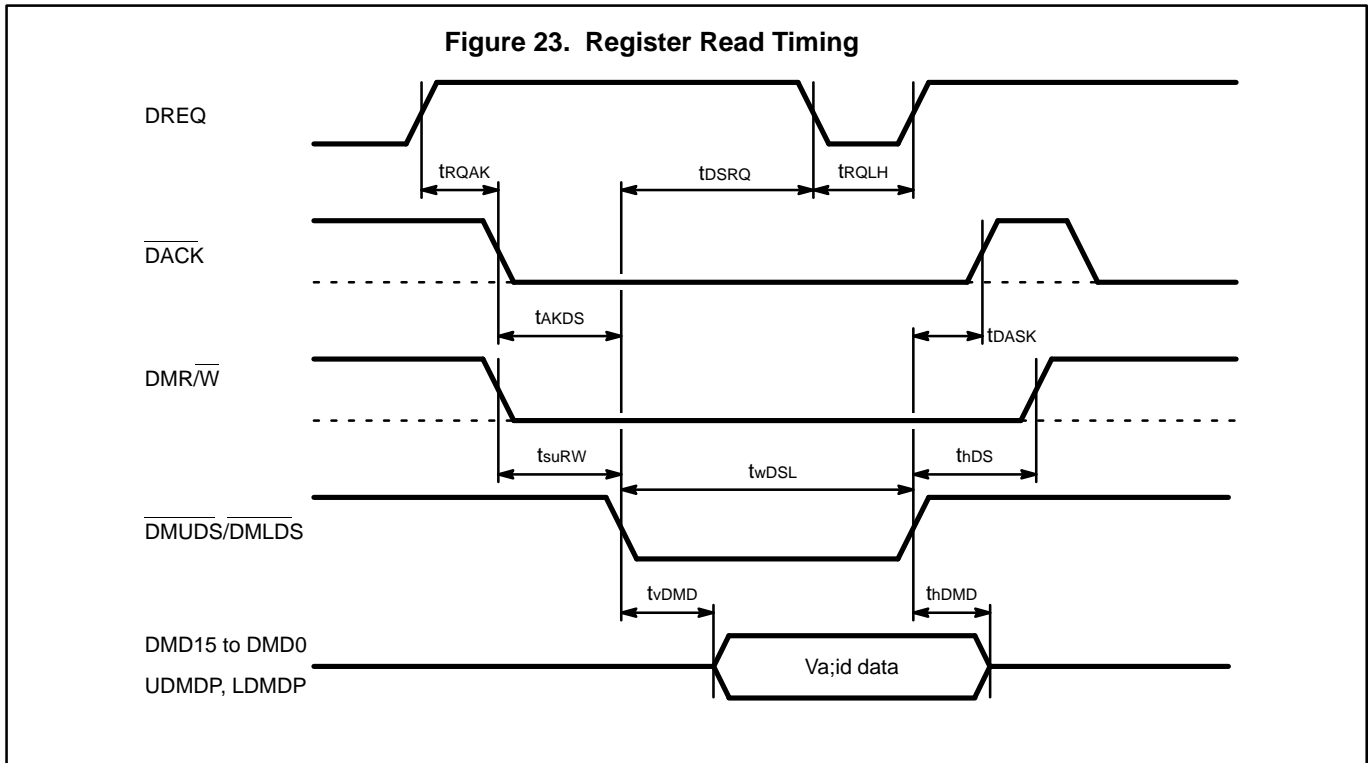 Figure 23. Register Read Timing
DREQ
tRQAK
tDSRQ
tRQLH
DACK
tAKDS
tDASK
DMR/W
tsuRW
twDSL
thDS
DMUDS/DMLDS
tvDMD
thDMD
DMD15 to DMD0
Va;id data
UDMDP, LDMDP